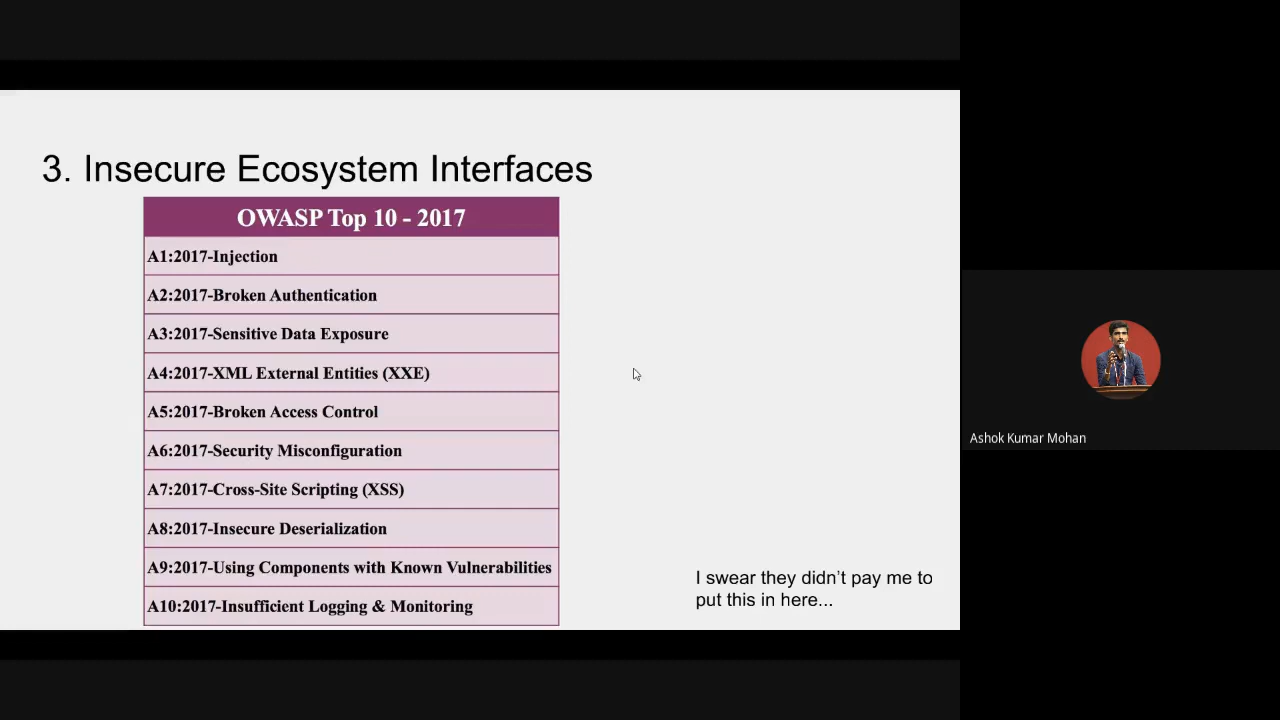 3. Insecure Ecosystem Interfaces
OWASP Top 10 - 2017
A1:2017-Injection
A2:2017-Broken Authentication
A3:2017-Sensitive Data Exposure
A4:2017-XML External Entities (XXE)
A5:2017-Broken Access Control
A6:2017-Security Misconfiguration
A7:2017-Cross-Site Scripting (XSS)
A8:2017-Insecure Deserialization
A9:2017-Using Components with Known Vulnerabilities
A10:2017-Insufficient Logging & Monitoring
I swear they didn’t pay me to
put this in here...
Ashok Kumar Mohan